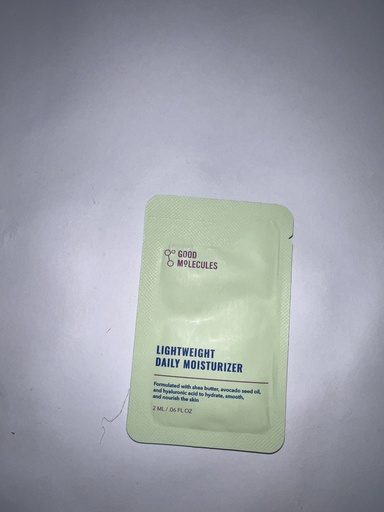 GOOD
MOLECULES
LIGHTWEIGHT
DAILY MOISTURIZER
Formulated with shea butter, avocado seed oil,
and hyaluronic acid to hydrate, smooth,
and nourish the skin
2 ML / .06 FL OZ